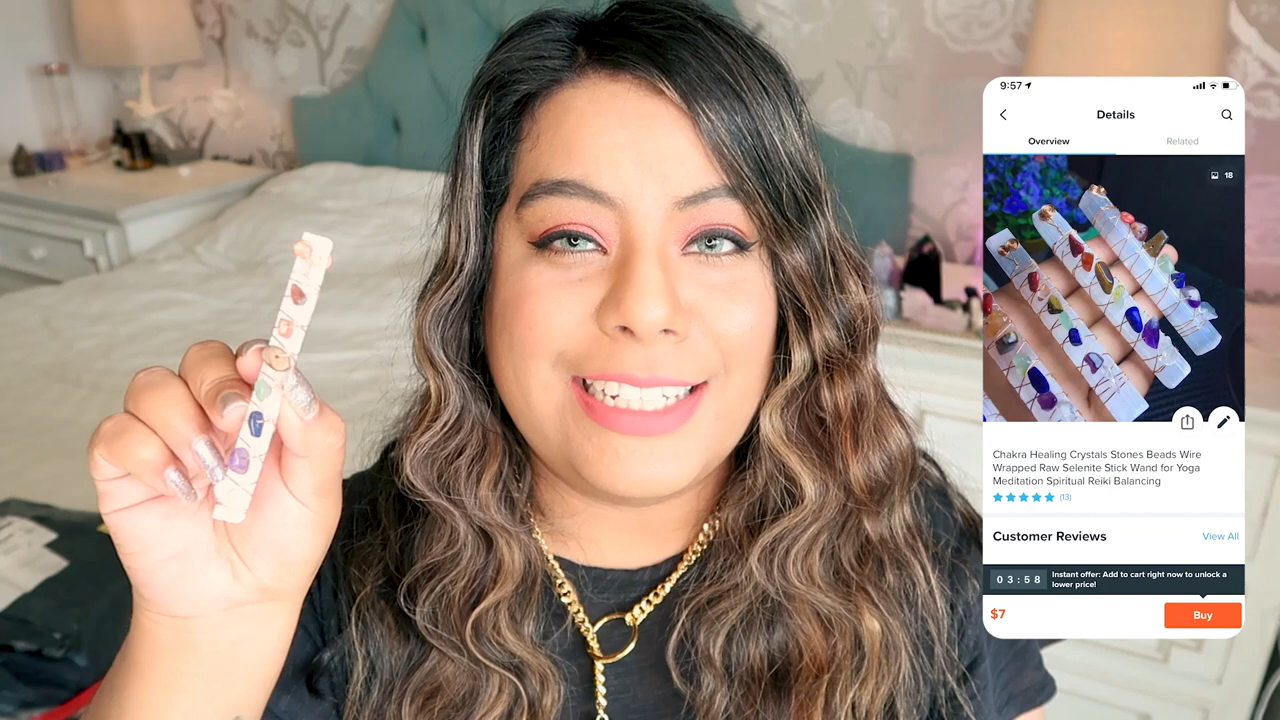 9:57
Details
Overview
Related
18
Chakra Healing Crystals Stones Beads Wire
Wrapped Raw Selenite Stick Wand for Yoga
Meditation Spiritual Reiki Balancing
(13)
Customer Reviews
View All
03:58
Instant offer: Add to cart right now to unlock a
lower price!
$7
Buy